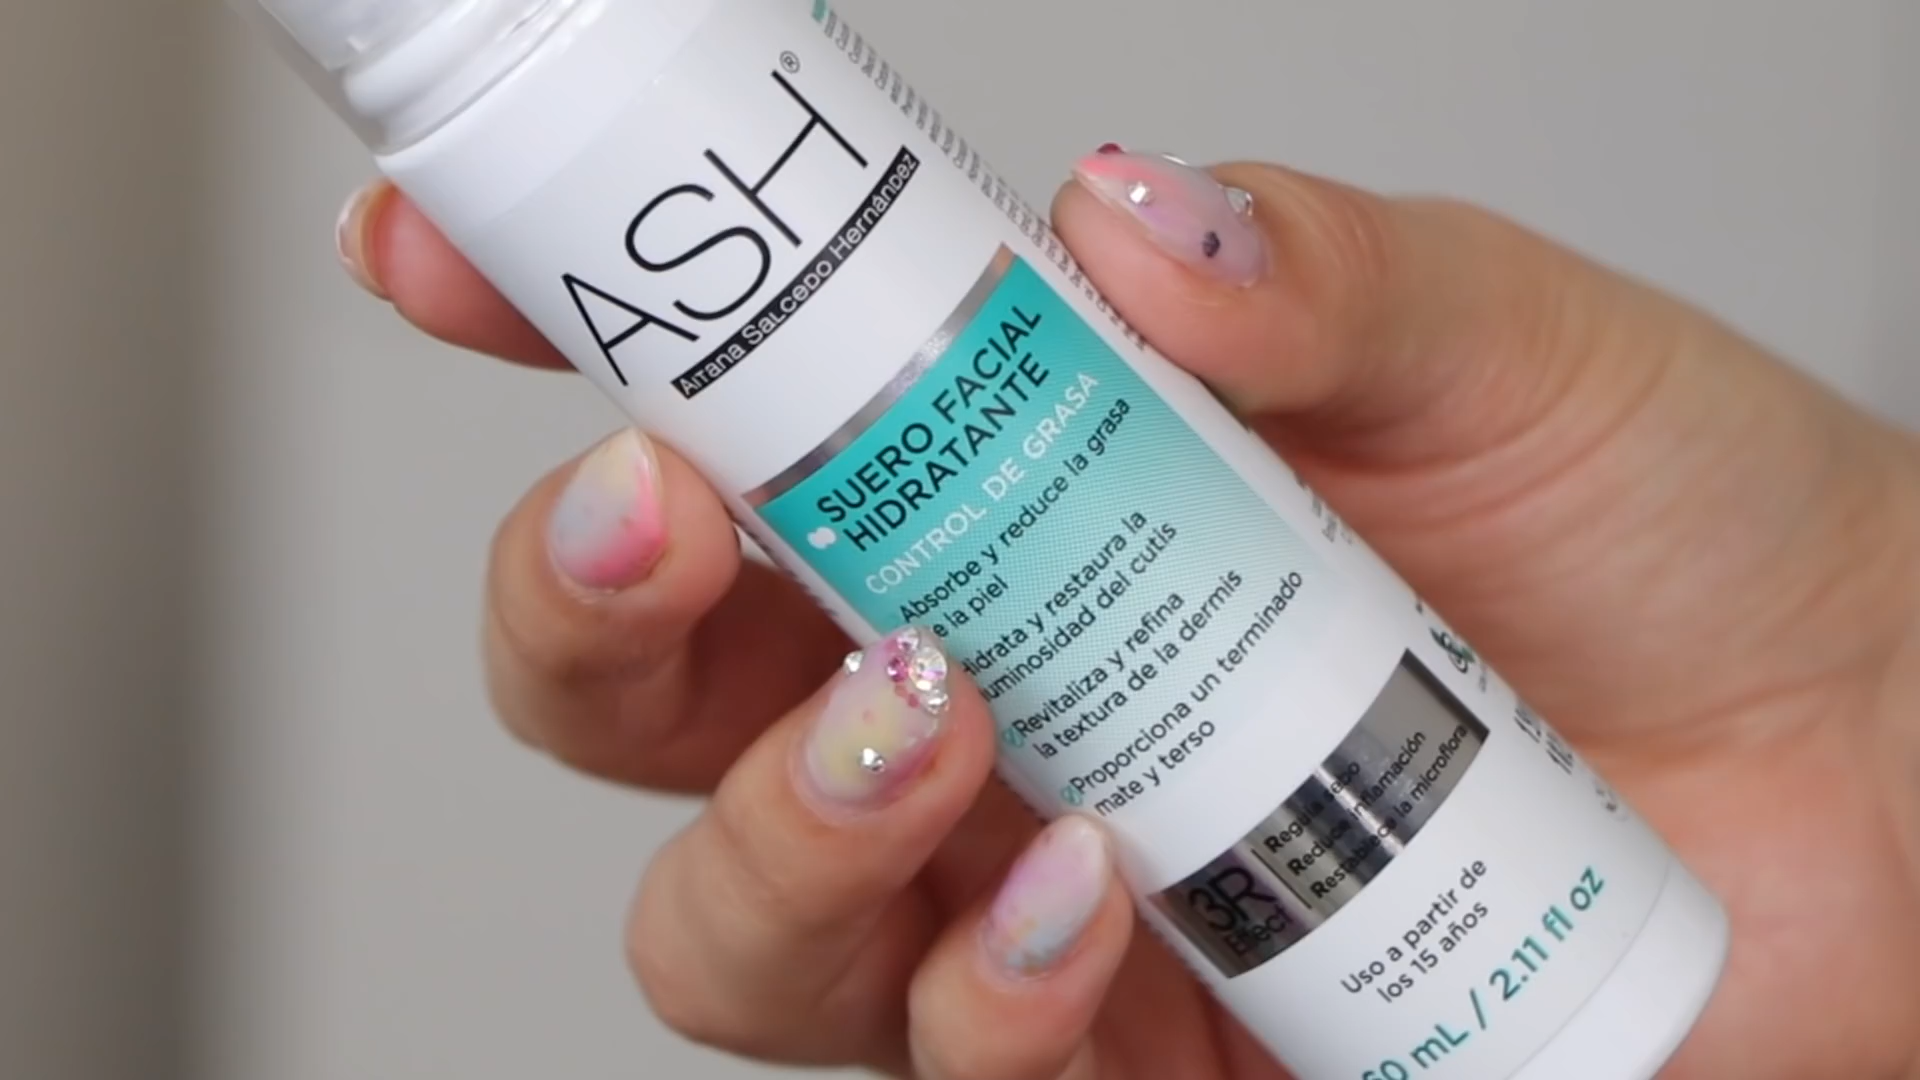 ASH®
Aitana Salcedo Hernández
SUERO FACIAL
HIDRATANTE
CONTROL DE GRASA
Absorbe y reduce la grasa
la piel
Hidrata y restaura la
luminosidad del cutis
Revitaliza y refina
la textura de la dermis
Proporciona un terminado
mate y terso
3R
Effect
Regula sebo
Reduce inflamación
Restablece la microflora
Uso a partir de
los 15 años
60 mL / 2.11 fl oz